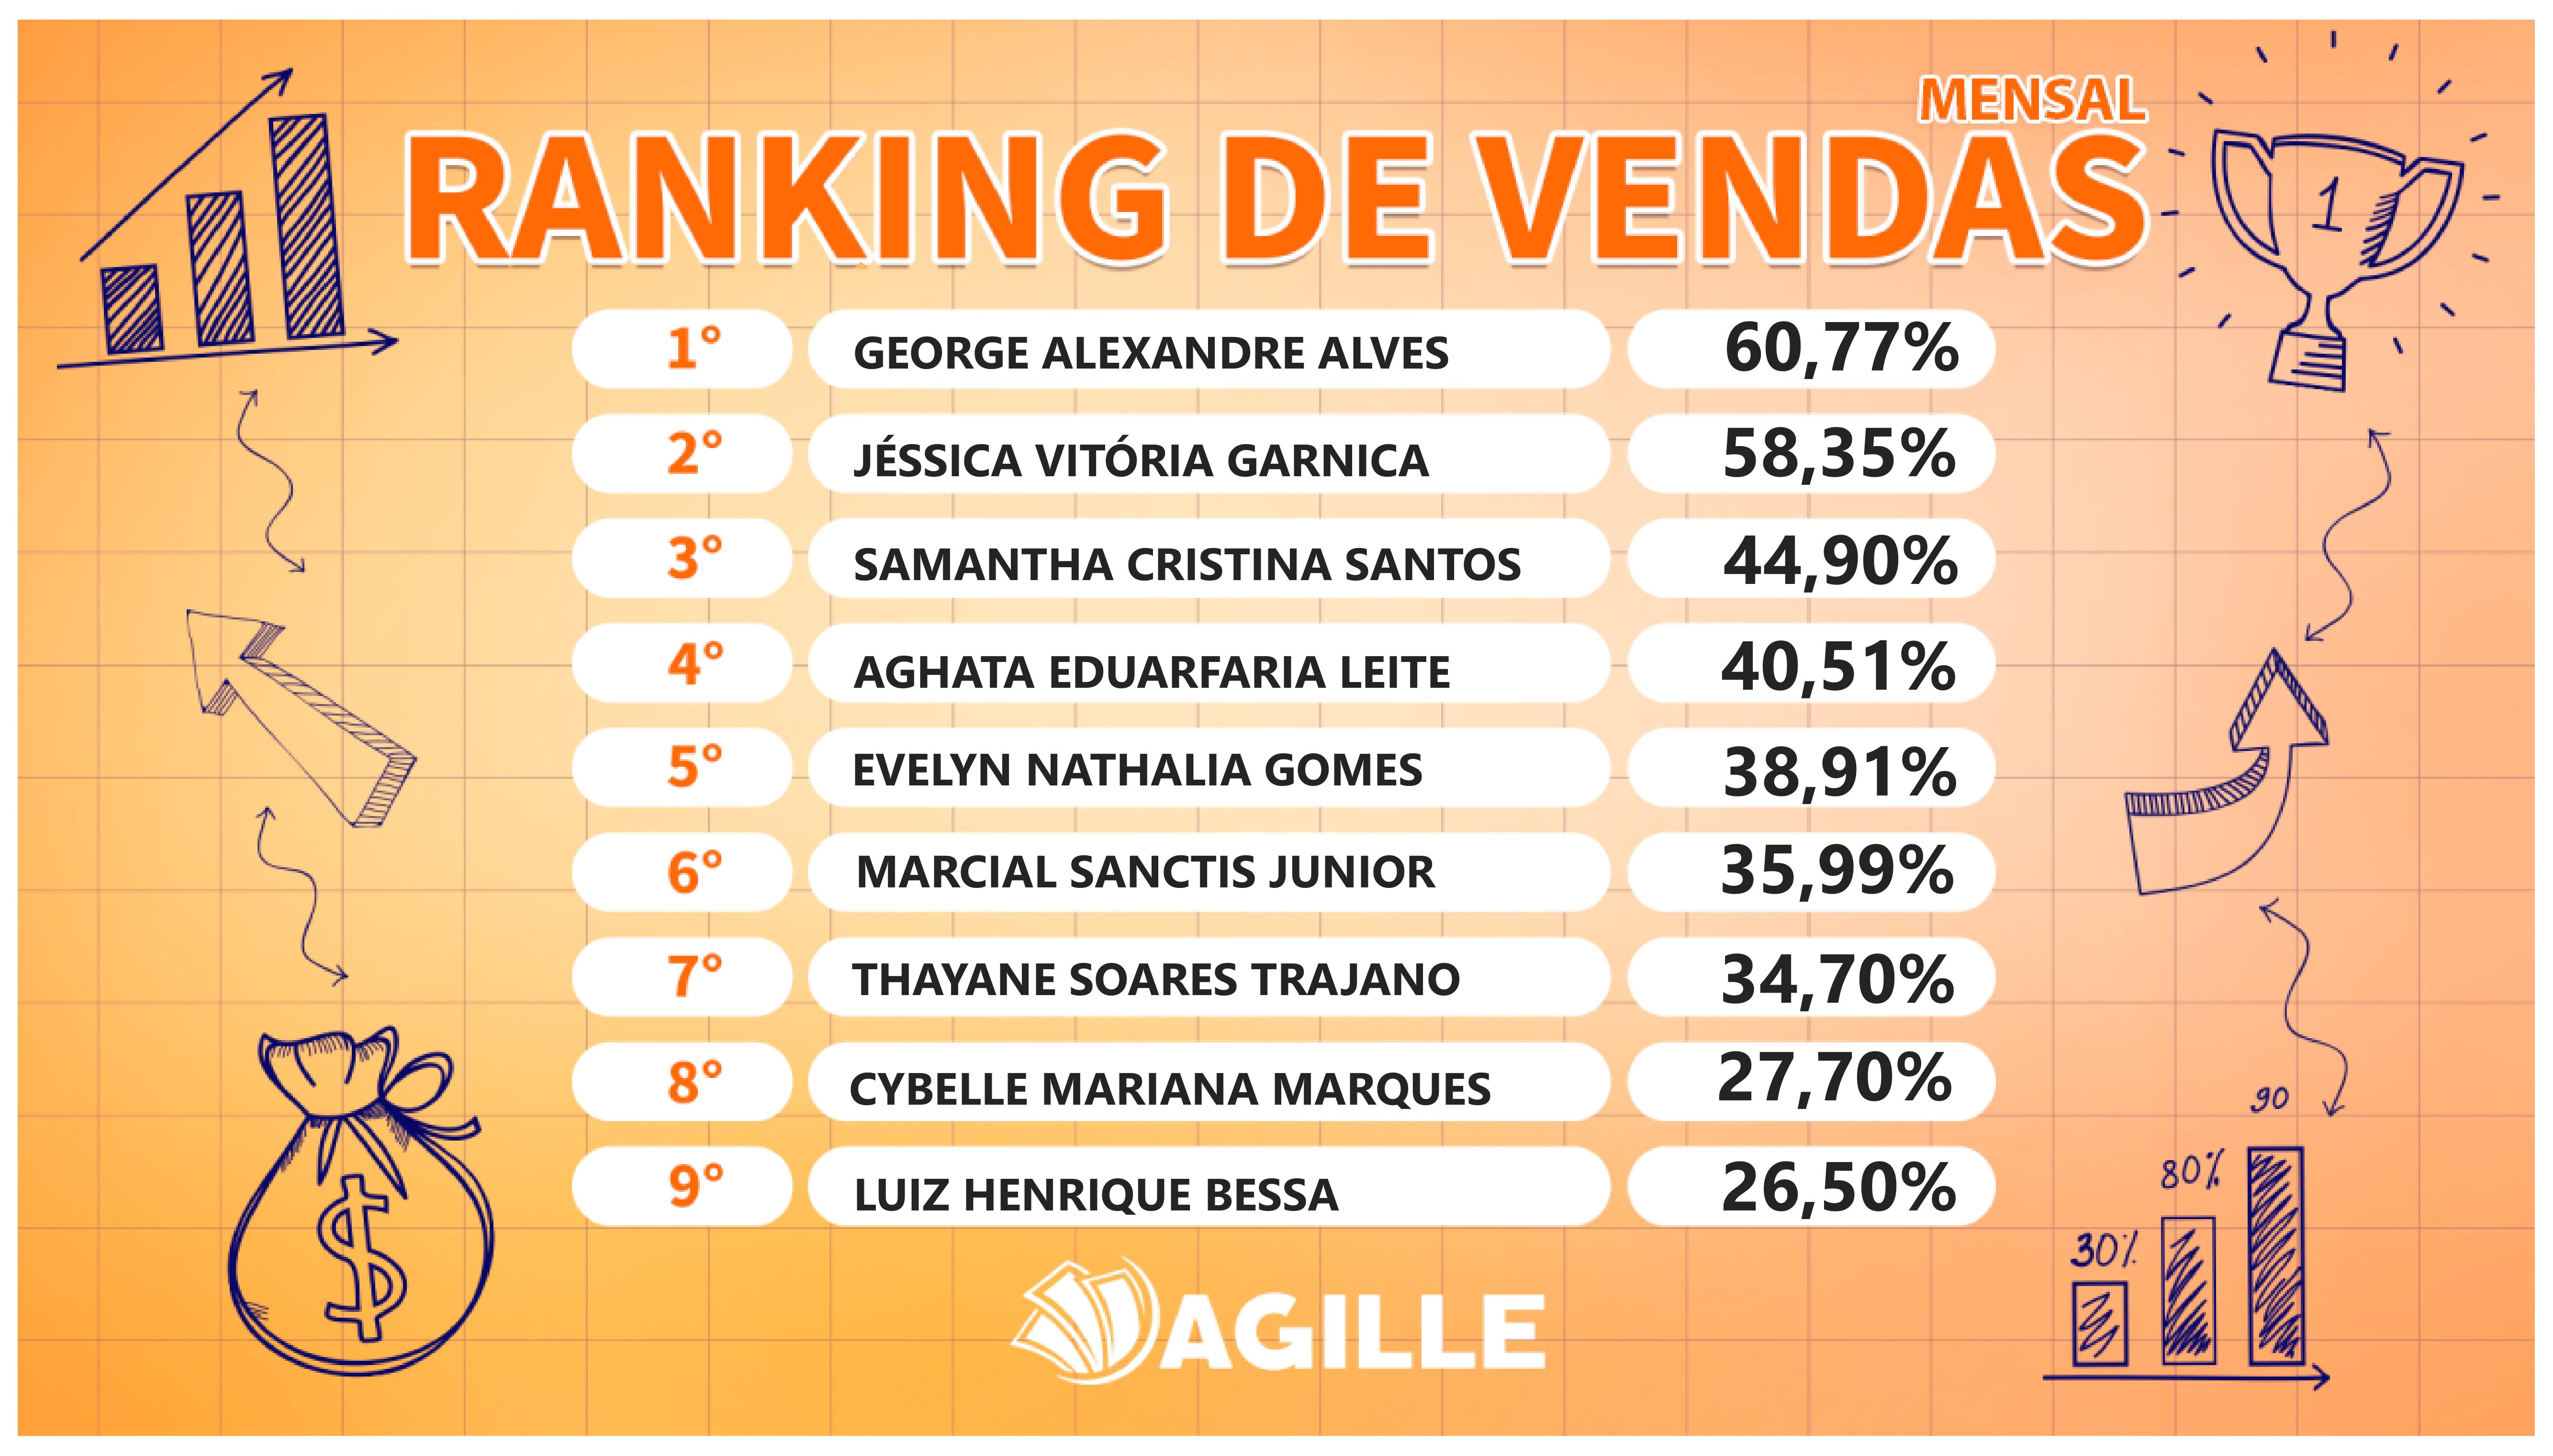 MENSAL
RANKING DE VENDAS
1
1° GEORGE ALEXANDRE ALVES 60,77%
2° JÉSSICA VITÓRIA GARNICA 58,35%
3° SAMANTHA CRISTINA SANTOS 44,90%
4° AGHATA EDUARFARIA LEITE 40,51%
5° EVELYN NATHALIA GOMES 38,91%
6° MARCIAL SANCTIS JUNIOR 35,99%
7° THAYANE SOARES TRAJANO 34,70%
8° CYBELLE MARIANA MARQUES 27,70%
9° LUIZ HENRIQUE BESSA 26,50%
$
90
80%
30%
AGILLE